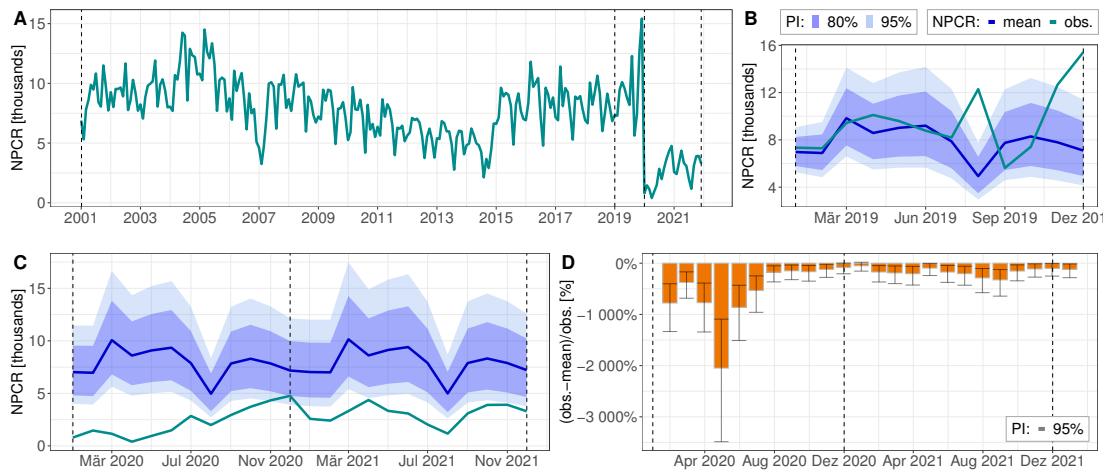 A
NPCR [thousands]
15
10
5
0
2001 2003 2005 2007 2009 2011 2013 2015 2017 2019 2021
B
PI: 80% 95% NPCR: mean obs.
NPCR [thousands]
16
12
8
4
Mär 2019 Jun 2019 Sep 2019 Dez 201
C
NPCR [thousands]
15
10
5
0
Mär 2020 Jul 2020 Nov 2020 Mär 2021 Jul 2021 Nov 2021
D
(obs.−mean)/obs. [%]
0%
−1 000%
−2 000%
−3 000%
PI: 95%
Apr 2020 Aug 2020 Dez 2020 Apr 2021 Aug 2021 Dez 2021